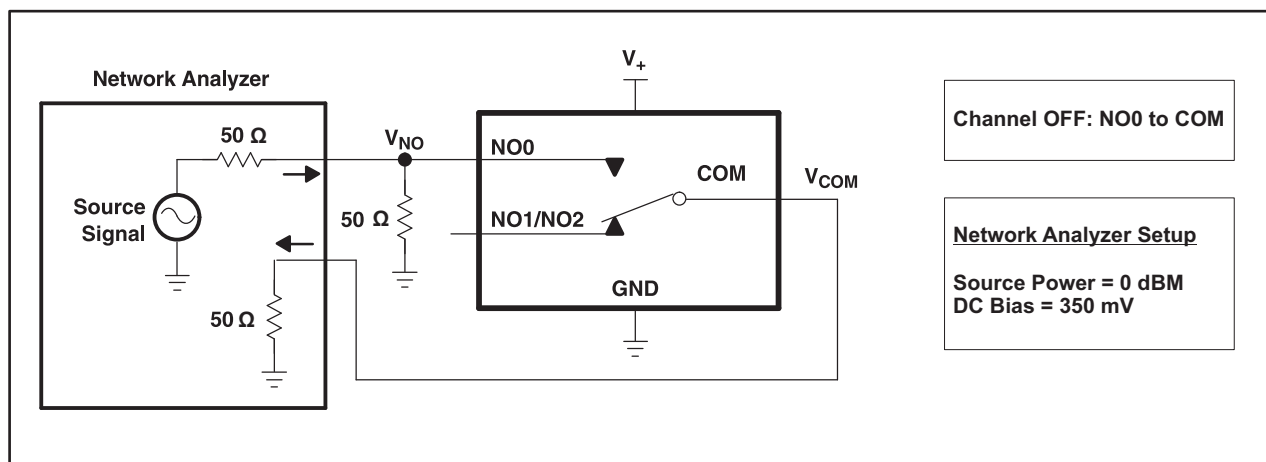 Network Analyzer
50 Ω
Source
Signal
50 Ω
V_NO
50 Ω
V_+
NO0
NO1/NO2
COM
GND
V_COM
Channel OFF: NO0 to COM
Network Analyzer Setup
Source Power = 0 dBM
DC Bias = 350 mV